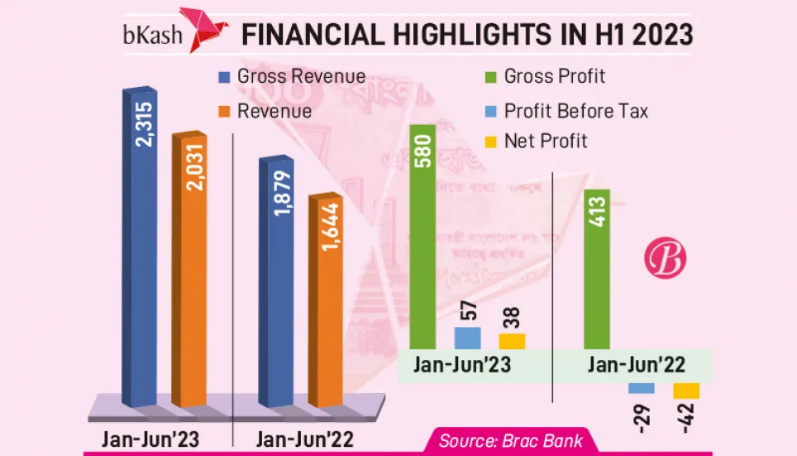 bKash
FINANCIAL HIGHLIGHTS IN H1 2023
Gross Revenue
Revenue
2,315
2,031
Jan-Jun'23
1,879
1,644
Jan-Jun'22
Gross Profit
Profit Before Tax
Net Profit
580
57
38
Jan-Jun'23
413
-29
-42
Jan-Jun'22
B
Source: Brac Bank